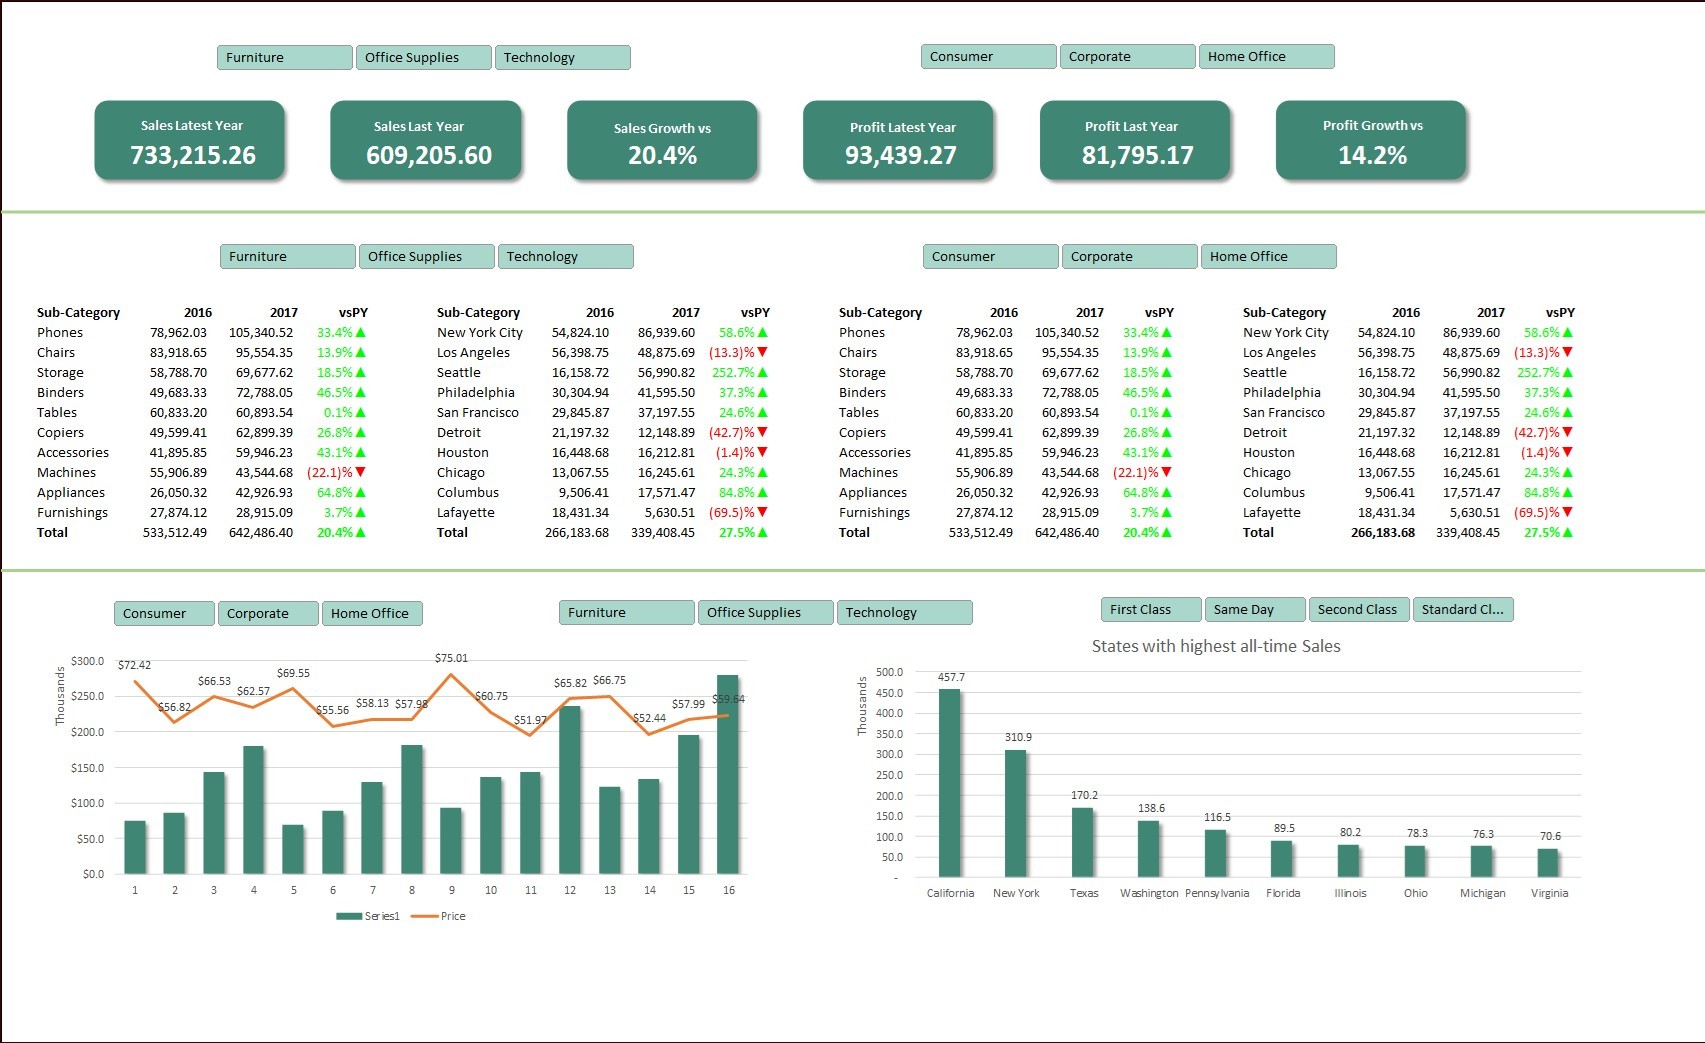 Furniture Office Supplies Technology Consumer Corporate Home Office
Sales Latest Year Sales Last Year Sales Growth vs Profit Latest Year Profit Last Year Profit Growth vs
733,215.26 609,205.60 20.4% 93,439.27 81,795.17 14.2%
Furniture Office Supplies Technology Consumer Corporate Home Office
Sub-Category 2016 2017 vsPY Sub-Category 2016 2017 vsPY Sub-Category 2016 2017 vsPY Sub-Category 2016 2017 vsPY
Phones 78,962.03 105,340.52 33.4%▲ New York City 54,824.10 86,939.60 58.6%▲ Phones 78,962.03 105,340.52 33.4%▲ New York City 54,824.10 86,939.60 58.6%▲
Chairs 83,918.65 95,554.35 13.9%▲ Los Angeles 56,398.75 48,875.69 (13.3)%▼ Chairs 83,918.65 95,554.35 13.9%▲ Los Angeles 56,398.75 48,875.69 (13.3)%▼
Storage 58,788.70 69,677.62 18.5%▲ Seattle 16,158.72 56,990.82 252.7%▲ Storage 58,788.70 69,677.62 18.5%▲ Seattle 16,158.72 56,990.82 252.7%▲
Binders 49,683.33 72,788.05 46.5%▲ Philadelphia 30,304.94 41,595.50 37.3%▲ Binders 49,683.33 72,788.05 46.5%▲ Philadelphia 30,304.94 41,595.50 37.3%▲
Tables 60,833.20 60,893.54 0.1%▲ San Francisco 29,845.87 37,197.55 24.6%▲ Tables 60,833.20 60,893.54 0.1%▲ San Francisco 29,845.87 37,197.55 24.6%▲
Copiers 49,599.41 62,899.39 26.8%▲ Detroit 21,197.32 12,148.89 (42.7)%▼ Copiers 49,599.41 62,899.39 26.8%▲ Detroit 21,197.32 12,148.89 (42.7)%▼
Accessories 41,895.85 59,946.23 43.1%▲ Houston 16,448.68 16,212.81 (1.4)%▼ Accessories 41,895.85 59,946.23 43.1%▲ Houston 16,448.68 16,212.81 (1.4)%▼
Machines 55,906.89 43,544.68 (22.1)%▼ Chicago 13,067.55 16,245.61 24.3%▲ Machines 55,906.89 43,544.68 (22.1)%▼ Chicago 13,067.55 16,245.61 24.3%▲
Appliances 26,050.32 42,926.93 64.8%▲ Columbus 9,506.41 17,571.47 84.8%▲ Appliances 26,050.32 42,926.93 64.8%▲ Columbus 9,506.41 17,571.47 84.8%▲
Furnishings 27,874.12 28,915.09 3.7%▲ Lafayette 18,431.34 5,630.51 (69.5)%▼ Furnishings 27,874.12 28,915.09 3.7%▲ Lafayette 18,431.34 5,630.51 (69.5)%▼
Total 533,512.49 642,486.40 20.4%▲ Total 266,183.68 339,408.45 27.5%▲ Total 533,512.49 642,486.40 20.4%▲ Total 266,183.68 339,408.45 27.5%▲
Consumer Corporate Home Office Furniture Office Supplies Technology First Class Same Day Second Class Standard Cl...
Thousands
$300.0
$250.0
$200.0
$150.0
$100.0
$50.0
$0.0
$72.42 $56.82 $66.53 $62.57 $69.55 $55.56 $58.13 $57.98 $75.01 $60.75 $51.97 $65.82 $66.75 $52.44 $57.99 $59.64
1 2 3 4 5 6 7 8 9 10 11 12 13 14 15 16
Series1 Price
States with highest all-time Sales
Thousands
500.0
450.0
400.0
350.0
300.0
250.0
200.0
150.0
100.0
50.0
-
457.7 310.9 170.2 138.6 116.5 89.5 80.2 78.3 76.3 70.6
California New York Texas Washington Pennsylvania Florida Illinois Ohio Michigan Virginia